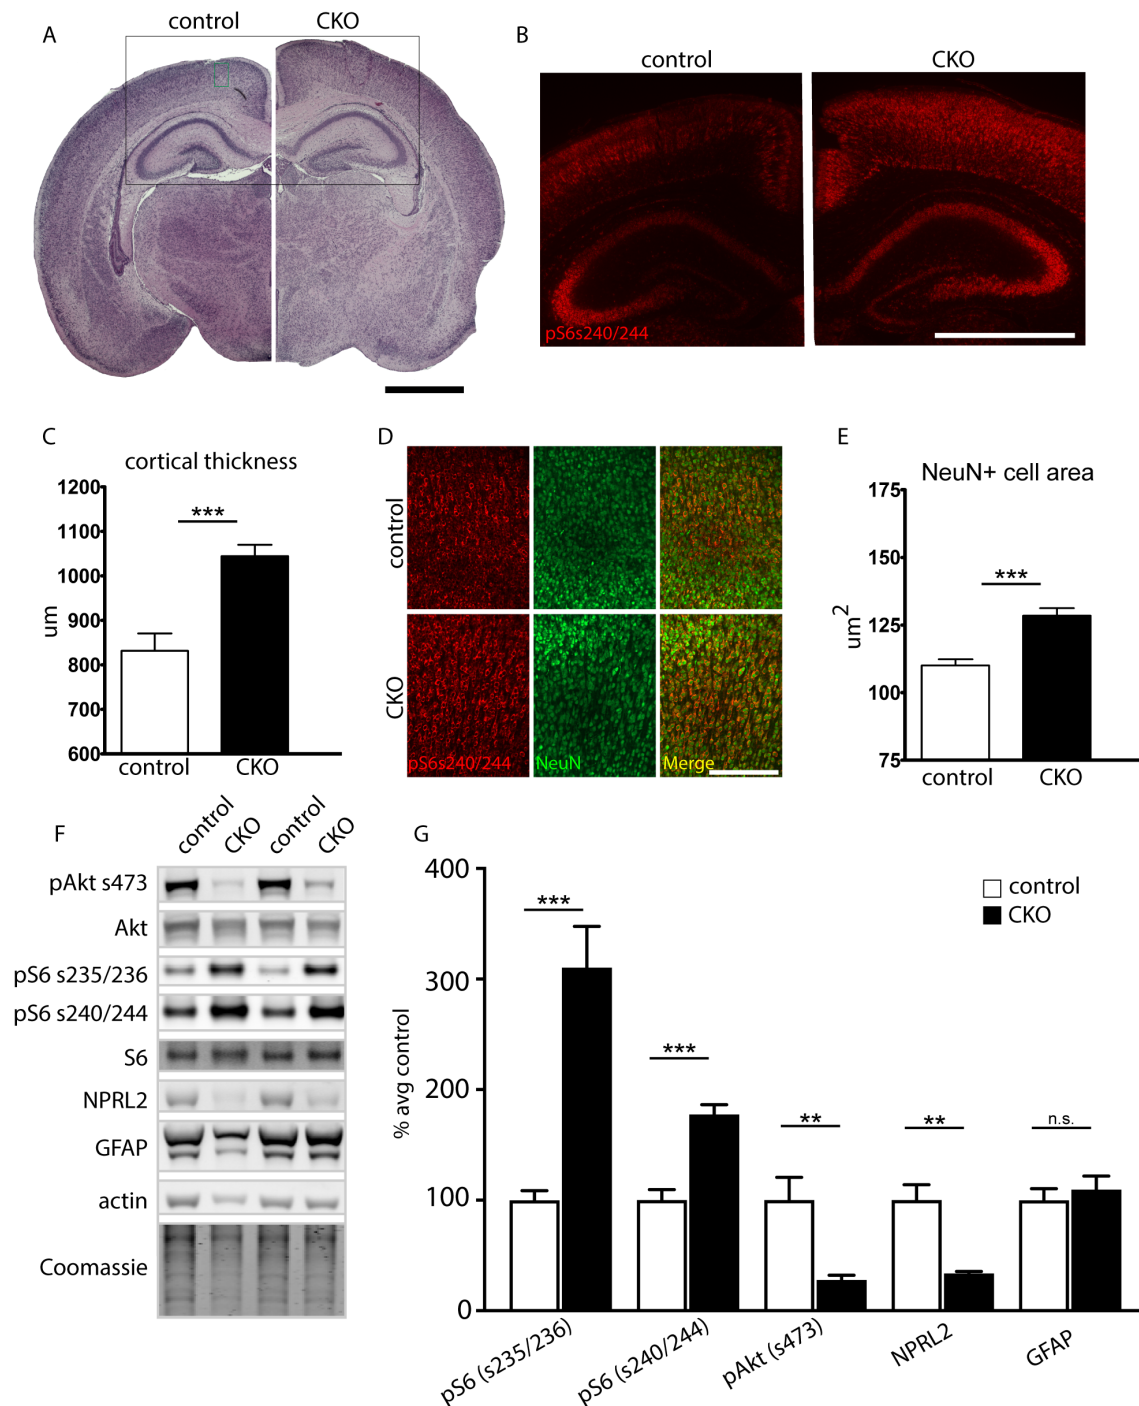 A
control
CKO
B
control
CKO
pS6s240/244
C
cortical thickness
1200
1100
1000
900
800
700
600
um
***
control
CKO
D
control
CKO
pS6s240/244
NeuN
Merge
E
NeuN+ cell area
175
150
125
100
75
um2
***
control
CKO
F
control
CKO
control
CKO
pAkt s473
Akt
pS6 s235/236
pS6 s240/244
S6
NPRL2
GFAP
actin
Coomassie
G
400
300
200
100
0
% avg control
control
CKO
***
***
**
**
n.s.
pS6 (s235/236)
pS6 (s240/244)
pAkt (s473)
NPRL2
GFAP